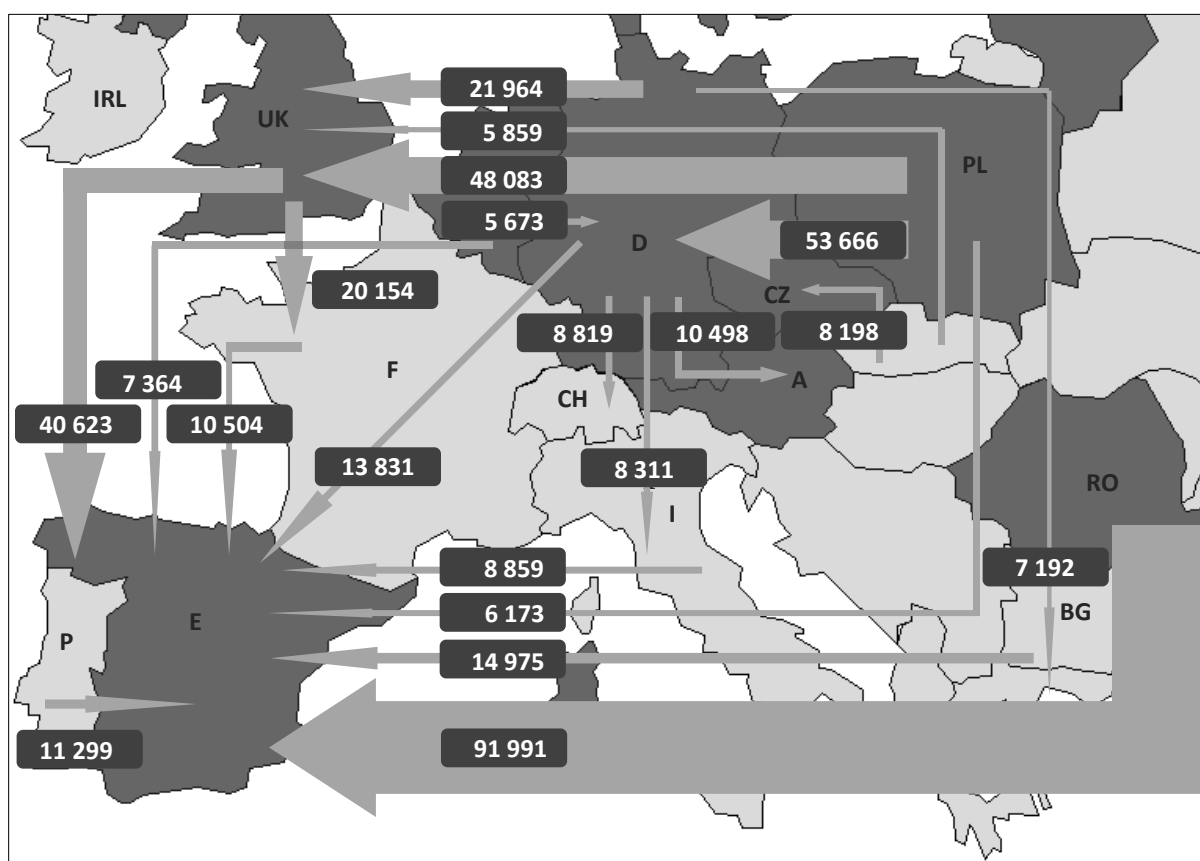 21 964
IRL
UK
5 859
PL
48 083
5 673
D
53 666
20 154
CZ
8 819
10 498
8 198
F
7 364
CH
A
40 623
10 504
13 831
8 311
RO
I
8 859
7 192
6 173
BG
E
P
14 975
11 299
91 991